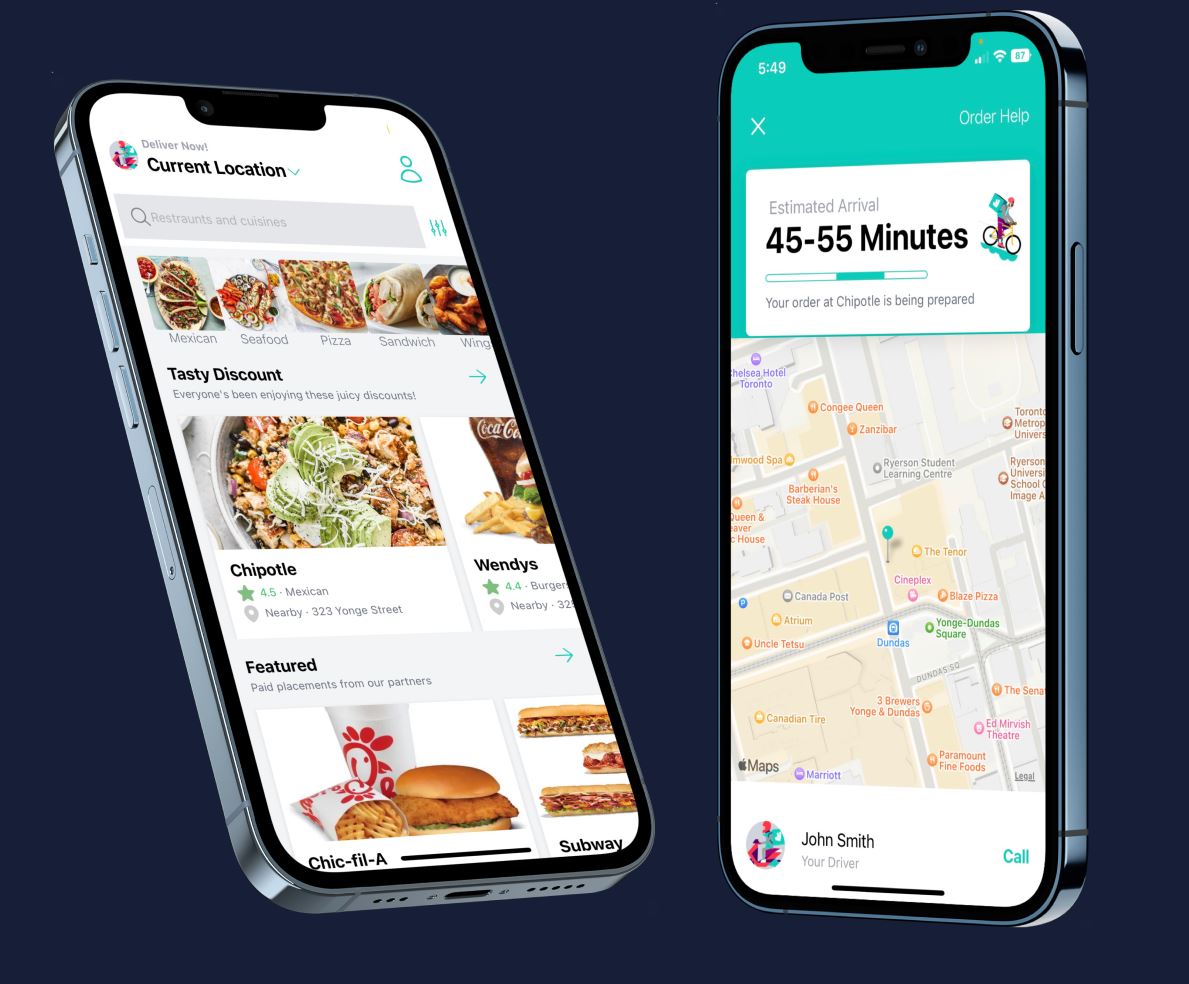 Deliver Now!
Current Location
Restraunts and cuisines
Mexican
Seafood
Pizza
Sandwich
Wing
Tasty Discount
Everyone's been enjoying these juicy discounts!
Coca-Co
Chipotle
4.5 · Mexican
Nearby · 323 Yonge Street
Wendys
4.4 · Burgers
Nearby · 32
Featured
Paid placements from our partners
Chic-fil-A
Subway
5:49
87
X
Order Help
Estimated Arrival
45-55 Minutes
Your order at Chipotle is being prepared
Chelsea Hotel
Toronto
Congee Queen
Zanzibar
Toronto
Metrop
Univers
lmwood Spa
Ryerson Student
Learning Centre
Ryerson
Universi
School O
Image A
Barberian's
Steak House
Queen &
eaver
c House
The Tenor
Cineplex
Canada Post
Blaze Pizza
P
Atrium
Yonge-Dundas
Square
Uncle Tetsu
Dundas
DUNDAS SQ
3 Brewers
Yonge & Dundas
The Senat
Canadian Tire
Ed Mirvish
Theatre
Paramount
Fine Foods
Maps
Marriott
Legal
John Smith
Your Driver
Call